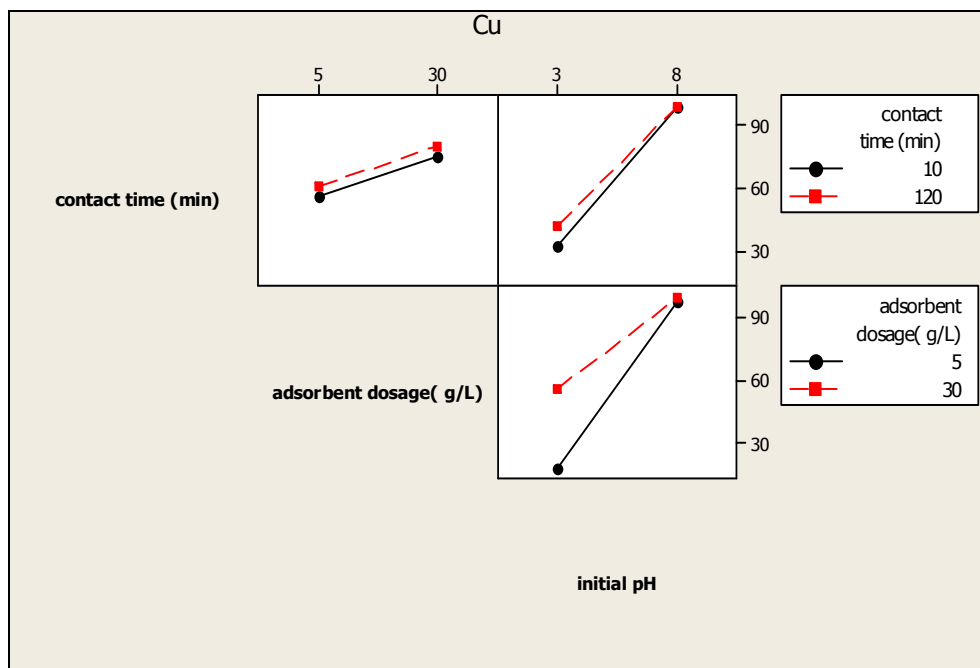 Cu
5 30 3 8
contact time (min)
90
60
30
contact
time (min)
10
120
adsorbent dosage( g/L)
90
60
30
adsorbent
dosage( g/L)
5
30
initial pH